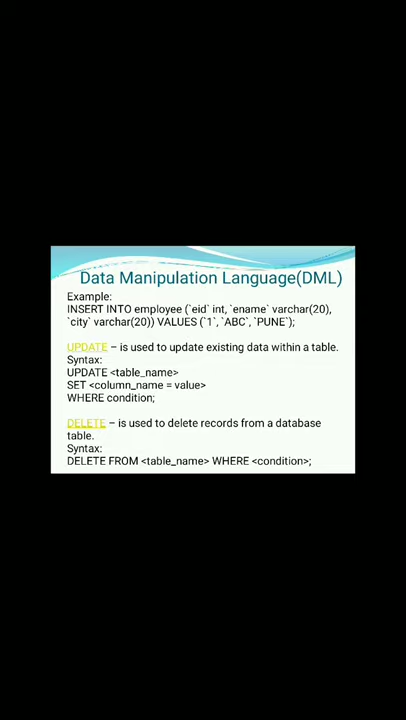 Data Manipulation Language(DML)
Example:
INSERT INTO employee (`eid` int, `ename` varchar(20),
`city` varchar(20)) VALUES (`1`, `ABC`, `PUNE`);
UPDATE – is used to update existing data within a table.
Syntax:
UPDATE <table_name>
SET <column_name = value>
WHERE condition;
DELETE – is used to delete records from a database
table.
Syntax:
DELETE FROM <table_name> WHERE <condition>;